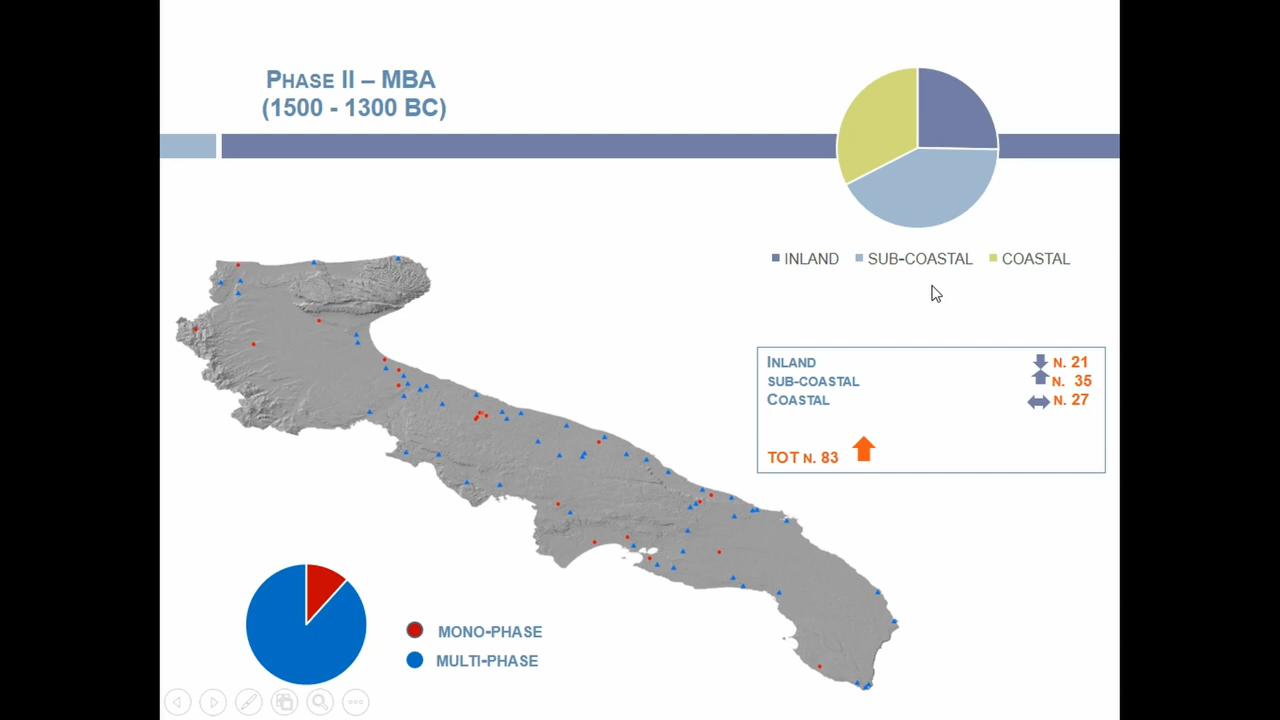 PHASE II – MBA
(1500 - 1300 BC)
INLAND SUB-COASTAL COASTAL
INLAND N. 21
SUB-COASTAL N. 35
COASTAL N. 27
TOT N. 83
MONO-PHASE
MULTI-PHASE